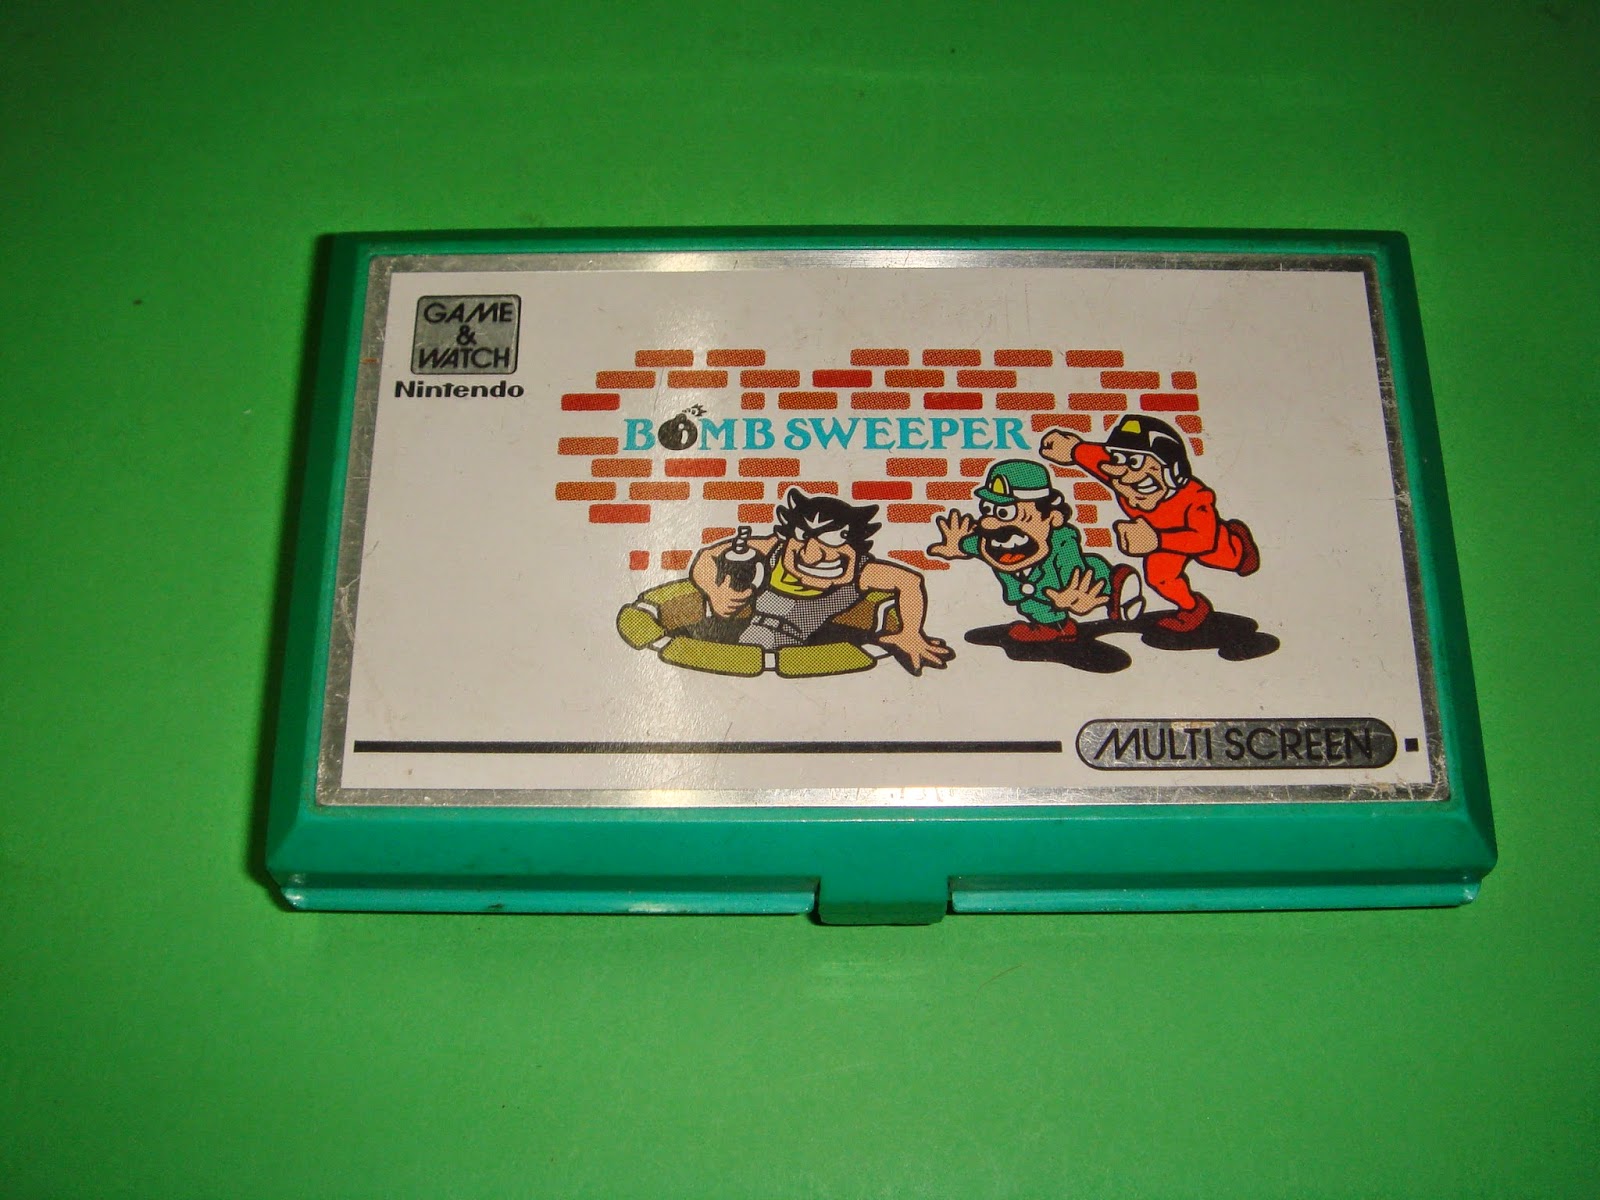 GAME
&
WATCH
Nintendo
BOMB SWEEPER
MULTI SCREEN